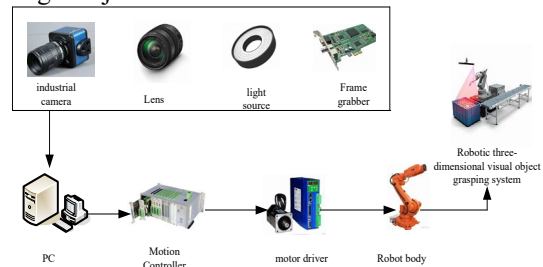 industrial
camera
Lens
light
source
Frame
grabber
Robotic three-
dimensional visual object
grasping system
PC
Motion
Controller
motor driver
Robot body